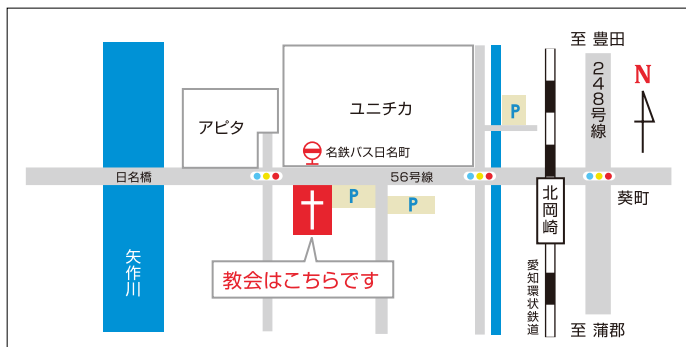 至 豊田
N
248号線
ユニチカ
アピタ
P
名鉄バス日名町
日名橋
56号線
P
P
北岡崎
葵町
矢作川
教会はこちらです
愛知環状鉄道
至 蒲郡